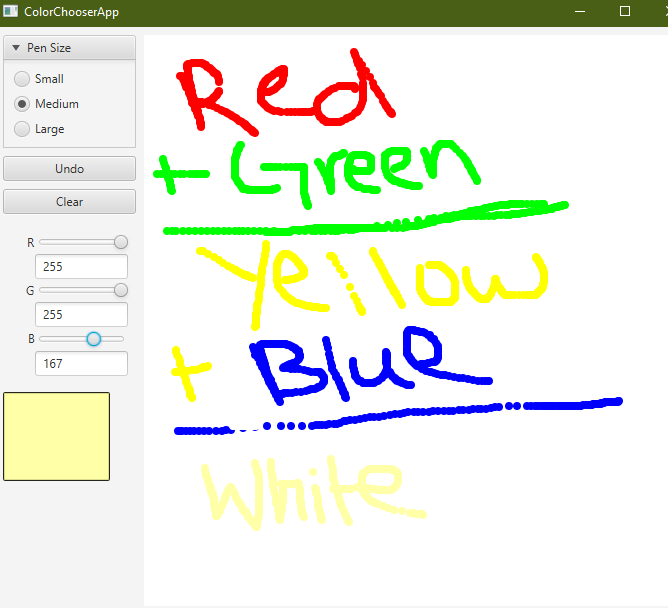 ColorChooserApp
Pen Size
Small
Medium
Large
Undo
Clear
R
255
G
255
B
167
Red
+ Green
Yellow
+ Blue
White